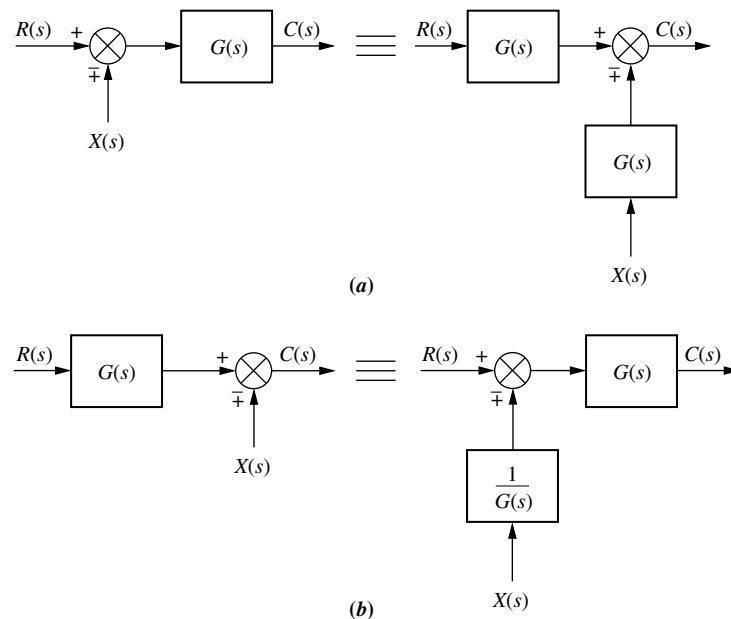 R(s) + G(s) C(s) R(s) G(s) + C(s)
∓ ∓
X(s) G(s)
X(s)
(a)
R(s) G(s) + C(s) R(s) + G(s) C(s)
∓ ∓
X(s) 1
G(s)
X(s)
(b)